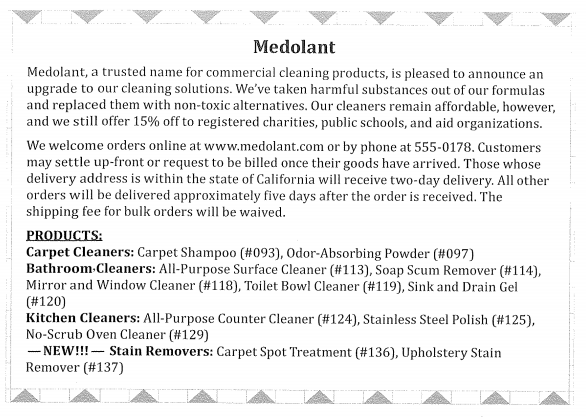 Medolant
Medolant, a trusted name for commercial cleaning products, is pleased to announce an
upgrade to our cleaning solutions. We've taken harmful substances out of our formulas
and replaced them with non-toxic alternatives. Our cleaners remain affordable, however,
and we still offer 15% off to registered charities, public schools, and aid organizations.
We welcome orders online at www.medolant.com or by phone at 555-0178. Customers
may settle up-front or request to be billed once their goods have arrived. Those whose
delivery address is within the state of California will receive two-day delivery. All other
orders will be delivered approximately five days after the order is received. The
shipping fee for bulk orders will be waived.
PRODUCTS:
Carpet Cleaners: Carpet Shampoo (#093), Odor-Absorbing Powder (#097)
Bathroom Cleaners: All-Purpose Surface Cleaner (#113), Soap Scum Remover (#114),
Mirror and Window Cleaner (#118), Toilet Bowl Cleaner (#119), Sink and Drain Gel
(#120)
Kitchen Cleaners: All-Purpose Counter Cleaner (#124), Stainless Steel Polish (#125),
No-Scrub Oven Cleaner (#129)
— NEW!!! — Stain Removers: Carpet Spot Treatment (#136), Upholstery Stain
Remover (#137)